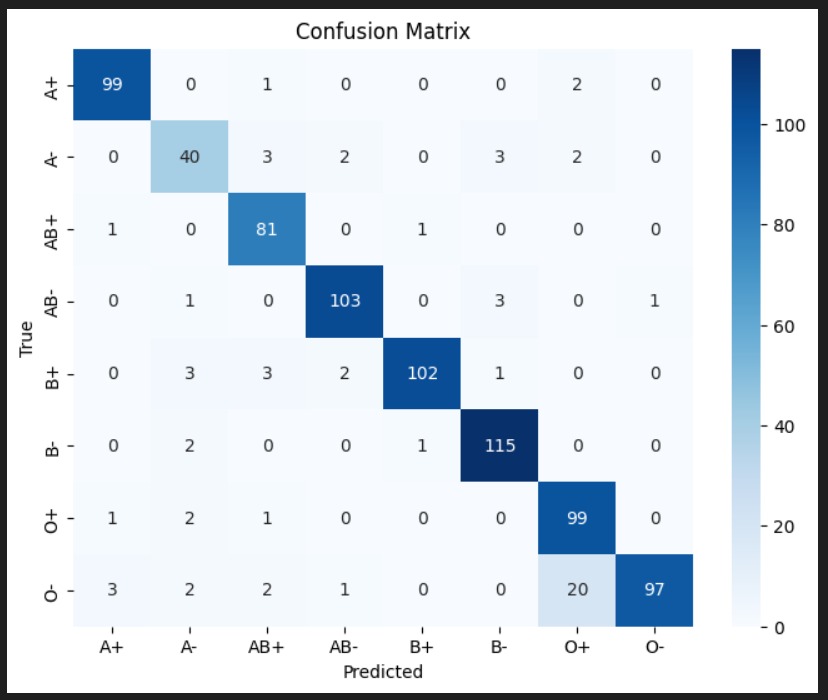 Confusion Matrix
A+ 99 0 1 0 0 0 2 0
A- 0 40 3 2 0 3 2 0
AB+ 1 0 81 0 1 0 0 0
AB- 0 1 0 103 0 3 0 1
B+ 0 3 3 2 102 1 0 0
B- 0 2 0 0 1 115 0 0
O+ 1 2 1 0 0 0 99 0
O- 3 2 2 1 0 0 20 97
A+ A- AB+ AB- B+ B- O+ O-
Predicted
True
100
80
60
40
20
0